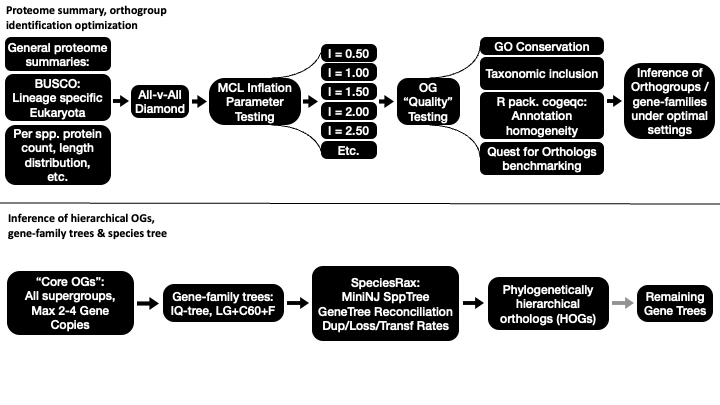 Proteome summary, orthogroup
identification optimization
General proteome
summaries:
BUSCO:
Lineage specific
Eukaryota
Per spp. protein
count, length
distribution,
etc.
All-v-All
Diamond
MCL Inflation
Parameter
Testing
I = 0.50
I = 1.00
I = 1.50
I = 2.00
I = 2.50
Etc.
OG
“Quality”
Testing
GO Conservation
Taxonomic inclusion
R pack. cogeqc:
Annotation
homogeneity
Quest for Orthologs
benchmarking
Inference of
Orthogroups /
gene-families
under optimal
settings
Inference of hierarchical OGs,
gene-family trees & species tree
“Core OGs”:
All supergroups,
Max 2-4 Gene
Copies
Gene-family trees:
IQ-tree, LG+C60+F
SpeciesRax:
MiniNJ SppTree
GeneTree Reconciliation
Dup/Loss/Transf Rates
Phylogenetically
hierarchical
orthologs (HOGs)
Remaining
Gene Trees